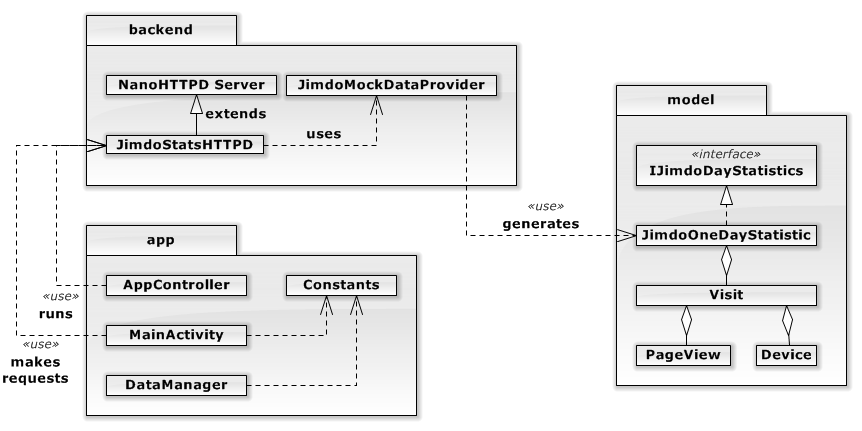 backend
NanoHTTPD Server
JimdoMockDataProvider
extends
uses
JimdoStatsHTTPD
model
«interface»
IJimdoDayStatistics
«use»
generates
JimdoOneDayStatistic
Visit
PageView
Device
app
AppController
Constants
«use»
runs
MainActivity
«use»
makes
requests
DataManager